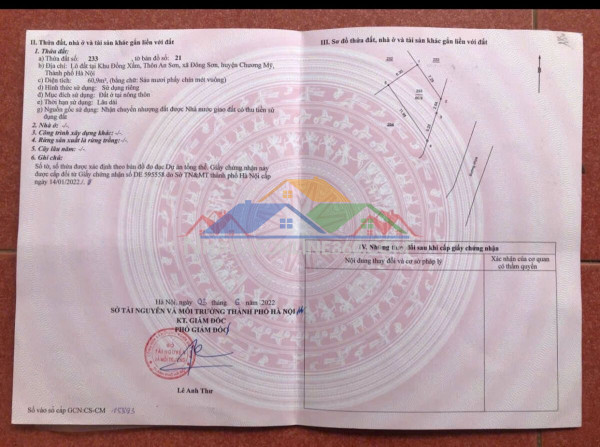 II. Thửa đất, nhà ở và tài sản khác gắn liền với đất
1. Thửa đất:
a) Thửa đất số: 233 , tờ bản đồ số: 21
b) Địa chỉ: Lô đất tại Khu Đồng Xẩm, Thôn An Sơn, xã Đông Sơn, huyện Chương Mỹ,
Thành phố Hà Nội
c) Diện tích: 60,9m², (bằng chữ: Sáu mươi phẩy chín mét vuông)
d) Hình thức sử dụng: Sử dụng riêng
đ) Mục đích sử dụng: Đất ở tại nông thôn
e) Thời hạn sử dụng: Lâu dài
g) Nguồn gốc sử dụng: Nhận chuyển nhượng đất được Nhà nước giao đất có thu tiền sử
dụng đất
2. Nhà ở: -/-
3. Công trình xây dựng khác: -/-
4. Rừng sản xuất là rừng trồng: -/-
5. Cây lâu năm: -/-
6. Ghi chú:
Số tờ, số thửa được xác định theo bản đồ đo đạc Dự án tổng thể. Giấy chứng nhận này
được cấp đổi từ Giấy chứng nhận số DE 595558 do Sở TN&MT thành phố Hà Nội cấp
ngày 14/01/2022./.
Hà Nội, ngày 03 tháng 6 năm 2022
SỞ TÀI NGUYÊN VÀ MÔI TRƯỜNG THÀNH PHỐ HÀ NỘI
KT. GIÁM ĐỐC
PHÓ GIÁM ĐỐC
SỞ
TÀI NGUYÊN
Lê Anh Thư
Số vào sổ cấp GCN:CS-CM
III. Sơ đồ thửa đất, nhà ở và tài sản khác gắn liền với đất
B
IV. Những thay đổi sau khi cấp giấy chứng nhận
Nội dung thay đổi và cơ sở pháp lý
Xác nhận của cơ quan
có thẩm quyền